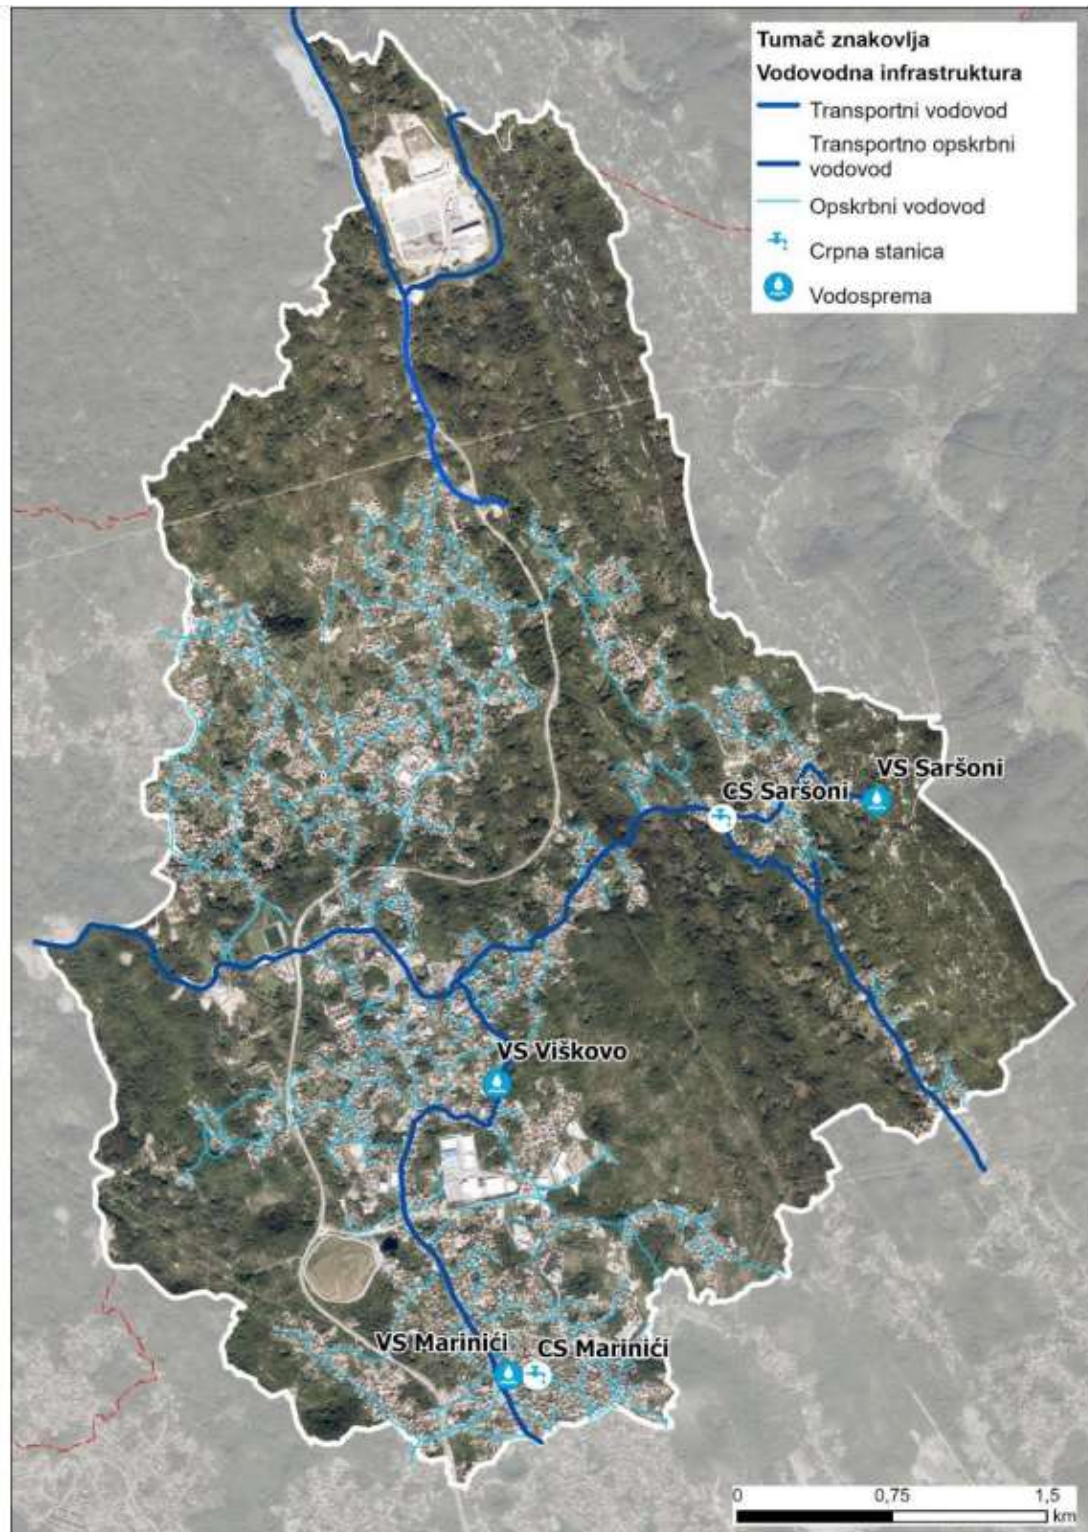 Tumač znakovlja
Vodovodna infrastruktura
Transportni vodovod
Transportno opskrbni
vodovod
Opskrbni vodovod
Crpna stanica
Vodosprema
VS Saršoni
CS Saršoni
VS Viškovo
VS Marinići
CS Marinići
0
0,75
1,5
km